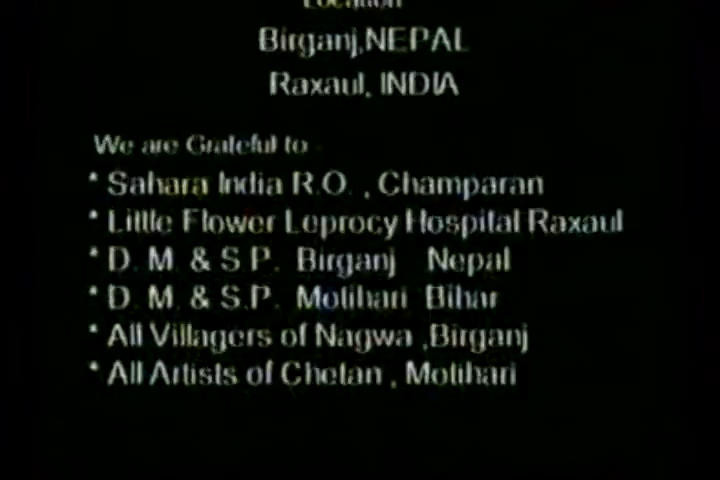 Location
Birganj,NEPAL
Raxaul, INDIA
We are Grateful to -
* Sahara India R.O. , Champaran
* Little Flower Leprocy Hospital Raxaul
* D. M. & S.P. Birganj Nepal
* D. M. & S.P. Motihari Bihar
* All Villagers of Nagwa ,Birganj
* All Artists of Chetan , Motihari